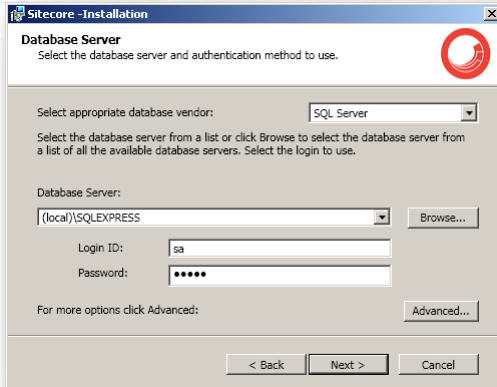 Sitecore -Installation
Database Server
Select the database server and authentication method to use.
Select appropriate database vendor:
SQL Server
Select the database server from a list or click Browse to select the database server from
a list of all the available database servers. Select the login to use.
Database Server:
(local)\SQLEXPRESS
Browse...
Login ID:
sa
Password:
●●●●●
For more options click Advanced:
Advanced...
< Back
Next >
Cancel